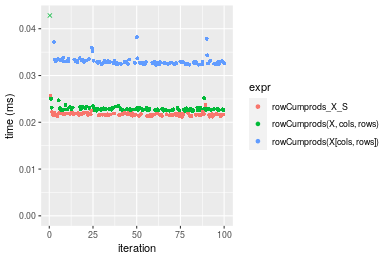 0.04
0.03
0.02
0.01
0.00
time (ms)
0
25
50
75
100
iteration
expr
rowCumprods_X_S
rowCumprods(X, cols, rows)
rowCumprods(X[cols, rows])